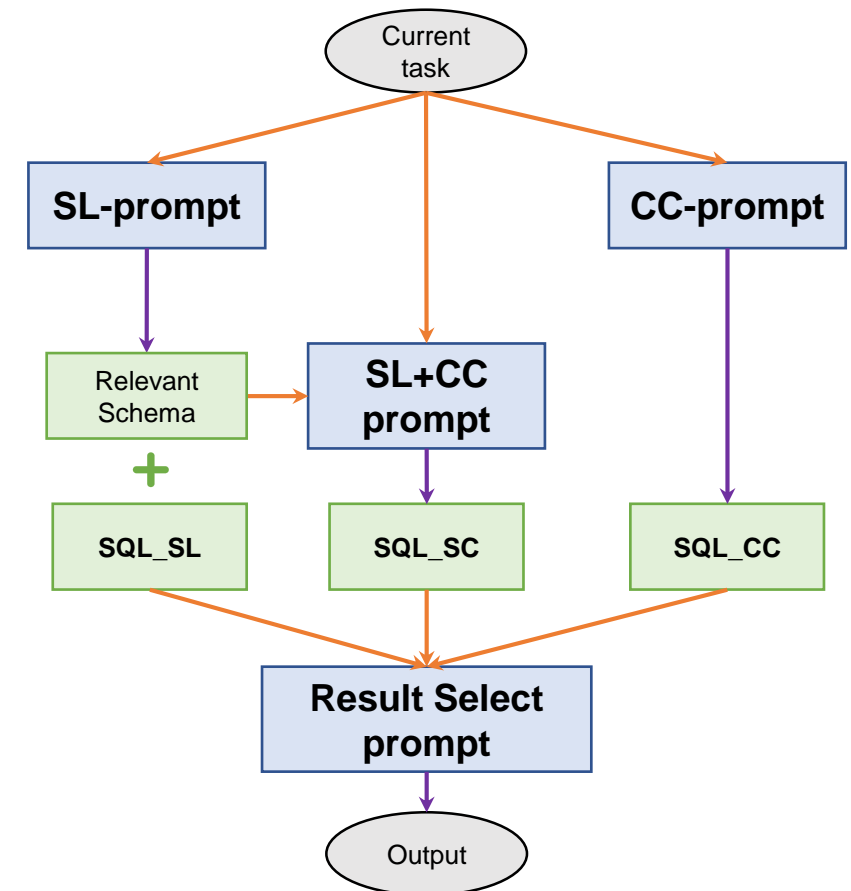 Current
task
SL-prompt
CC-prompt
Relevant
Schema
SL+CC
prompt
+
SQL_SL
SQL_SC
SQL_CC
Result Select
prompt
Output